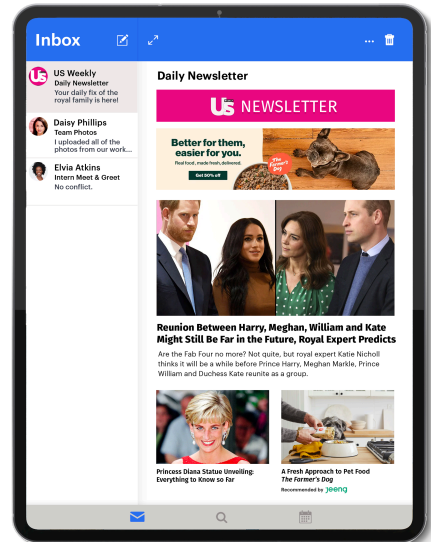 Inbox
US Weekly
Daily Newsletter
Your daily fix of the
royal family is here!
Daisy Phillips
Team Photos
I uploaded all of the
photos from our work...
Elvia Atkins
Intern Meet & Greet
No conflict.
Daily Newsletter
Us NEWSLETTER
Better for them,
easier for you.
Real food, made fresh, delivered.
Get 50% off
The
Farmer's
Dog
Reunion Between Harry, Meghan, William and Kate
Might Still Be Far in the Future, Royal Expert Predicts
Are the Fab Four no more? Not quite, but royal expert Katie Nicholl
thinks it will be a while before Prince Harry, Meghan Markle, Prince
William and Duchess Kate reunite as a group.
Princess Diana Statue Unveiling:
Everything to Know so Far
A Fresh Approach to Pet Food
The Farmer's Dog
Recommended by jeeng